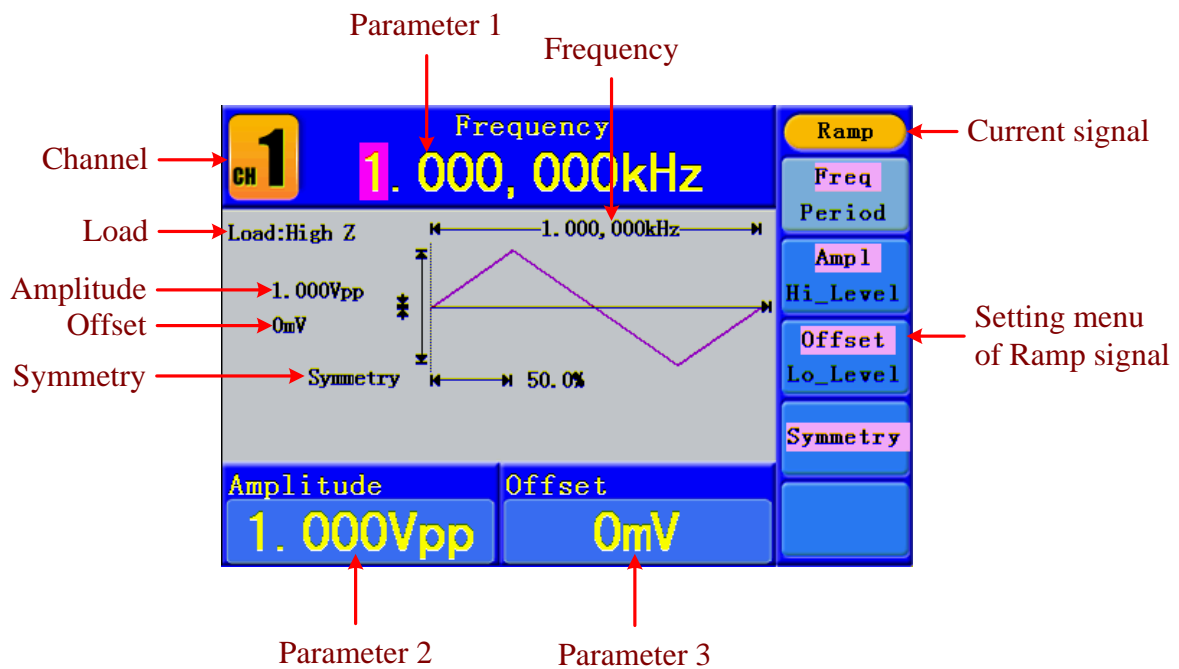 Parameter 1
Frequency
Frequency
Ramp
Current signal
Channel
CH 1
1.000,000kHz
Freq
Period
Load
Load:High Z
1.000,000kHz
Ampl
Hi_Level
Amplitude
1.000Vpp
Offset
0mV
Offset
Lo_Level
Setting menu
of Ramp signal
Symmetry
Symmetry
50.0%
Symmetry
Amplitude
Offset
1.000Vpp
0mV
Parameter 2
Parameter 3